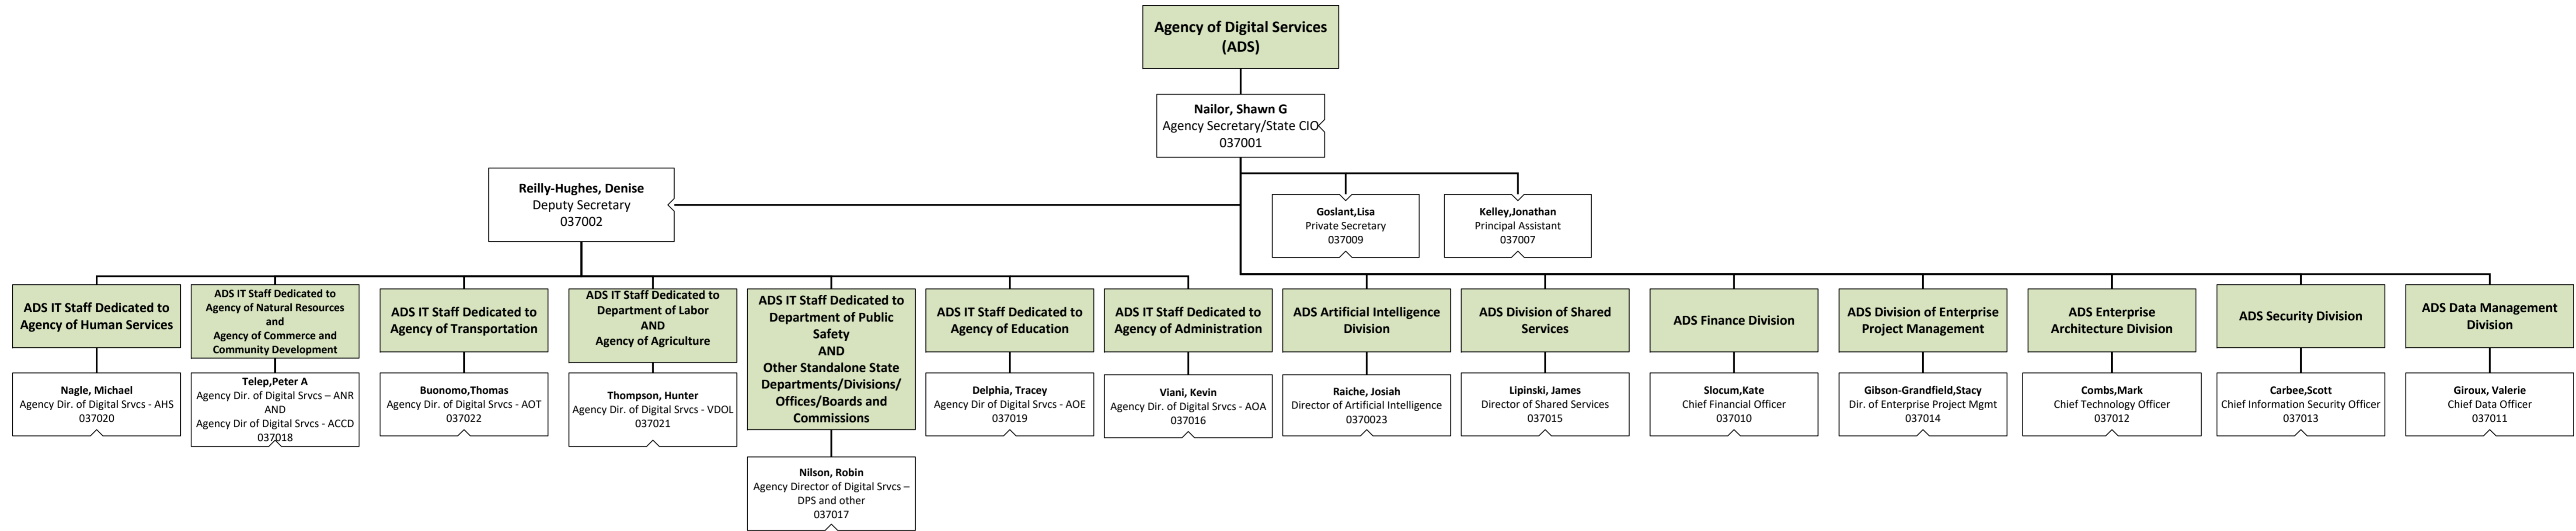 Agency of Digital Services
(ADS)
Nailor, Shawn G
Agency Secretary/State CIO
037001
Reilly-Hughes, Denise
Deputy Secretary
037002
Goslant,Lisa
Private Secretary
037009
Kelley,Jonathan
Principal Assistant
037007
ADS IT Staff Dedicated to
Agency of Human Services
Nagle, Michael
Agency Dir. of Digital Srvcs - AHS
037020
ADS IT Staff Dedicated to
Agency of Natural Resources
and
Agency of Commerce and
Community Development
Telep,Peter A
Agency Dir. of Digital Srvcs – ANR
AND
Agency Dir of Digital Srvcs - ACCD
037018
ADS IT Staff Dedicated to
Agency of Transportation
Buonomo,Thomas
Agency Dir. of Digital Srvcs - AOT
037022
ADS IT Staff Dedicated to
Department of Labor
AND
Agency of Agriculture
Thompson, Hunter
Agency Dir. of Digital Srvcs - VDOL
037021
ADS IT Staff Dedicated to
Department of Public
Safety
AND
Other Standalone State
Departments/Divisions/
Offices/Boards and
Commissions
Nilson, Robin
Agency Director of Digital Srvcs –
DPS and other
037017
ADS IT Staff Dedicated to
Agency of Education
Delphia, Tracey
Agency Dir of Digital Srvcs - AOE
037019
ADS IT Staff Dedicated to
Agency of Administration
Viani, Kevin
Agency Dir. of Digital Srvcs - AOA
037016
ADS Artificial Intelligence
Division
Raiche, Josiah
Director of Artificial Intelligence
0370023
ADS Division of Shared
Services
Lipinski, James
Director of Shared Services
037015
ADS Finance Division
Slocum,Kate
Chief Financial Officer
037010
ADS Division of Enterprise
Project Management
Gibson-Grandfield,Stacy
Dir. of Enterprise Project Mgmt
037014
ADS Enterprise
Architecture Division
Combs,Mark
Chief Technology Officer
037012
ADS Security Division
Carbee,Scott
Chief Information Security Officer
037013
ADS Data Management
Division
Giroux, Valerie
Chief Data Officer
037011